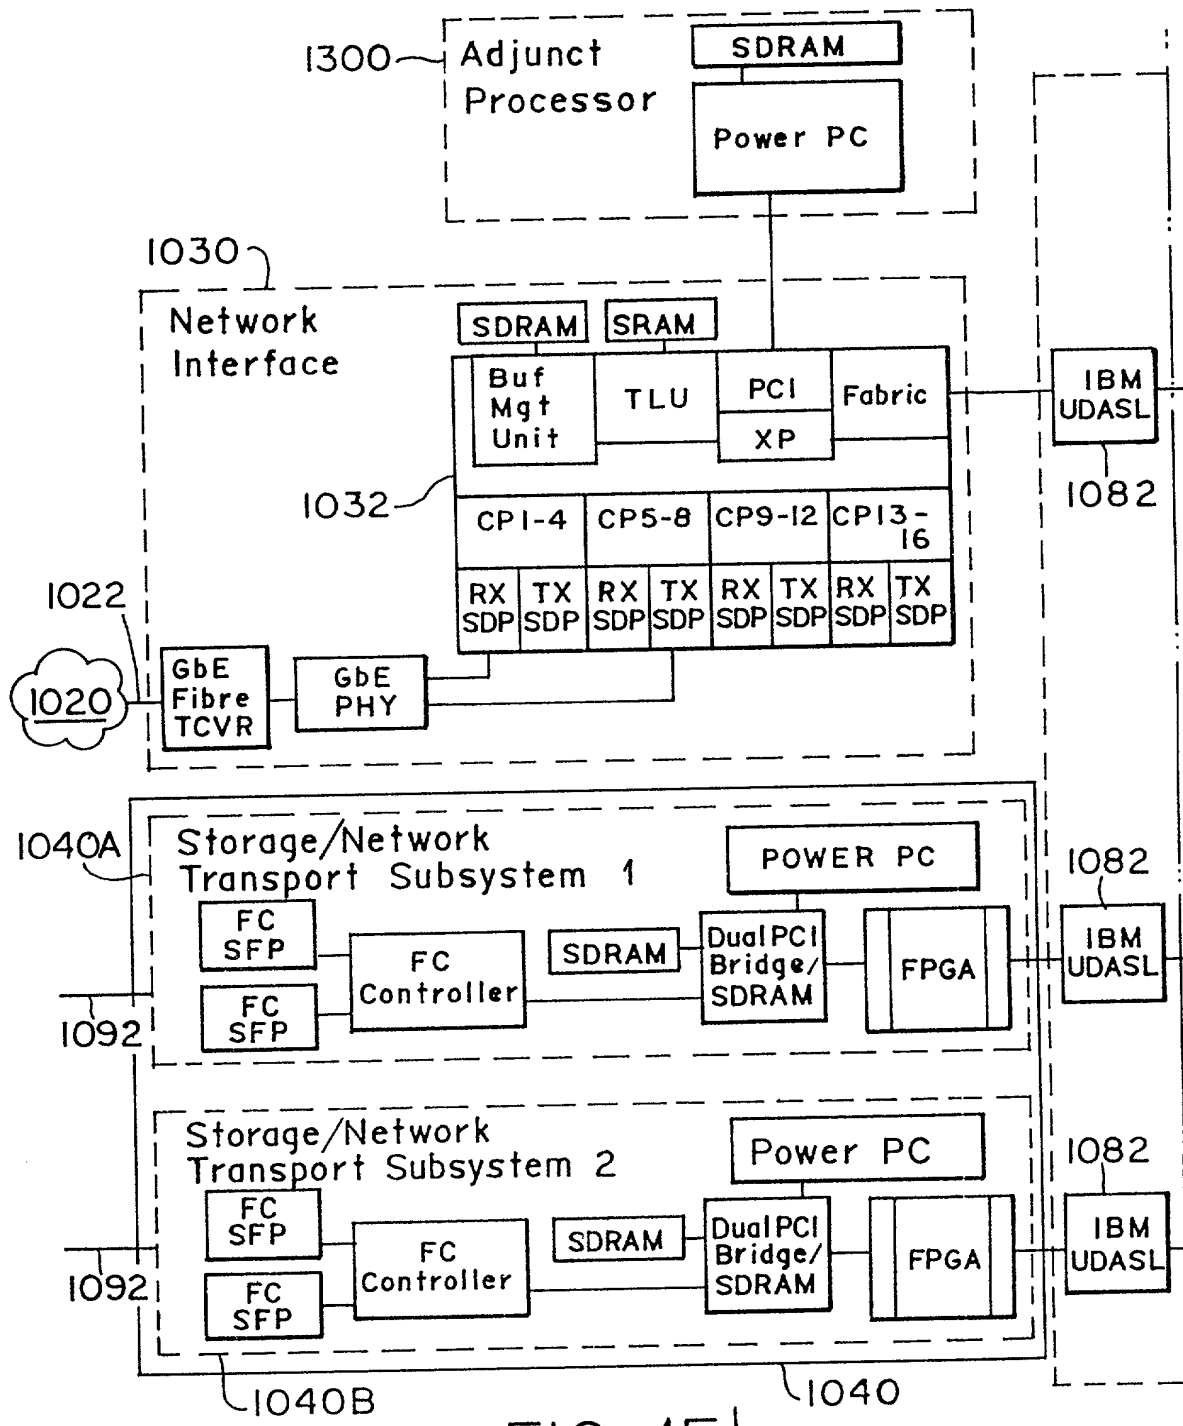 1300
Adjunct
Processor
SDRAM
Power PC
1030
Network
Interface
SDRAM
SRAM
Buf
Mgt
Unit
TLU
PCI
XP
Fabric
IBM
UDASL
1082
1032
CP1-4
CP5-8
CP9-12
CP13-
16
RX
SDP
TX
SDP
RX
SDP
TX
SDP
RX
SDP
TX
SDP
RX
SDP
TX
SDP
1022
1020
GbE
Fibre
TCVR
GbE
PHY
1040A
Storage/Network
Transport Subsystem 1
POWER PC
FC
SFP
FC
SFP
FC
Controller
SDRAM
Dual PCI
Bridge/
SDRAM
FPGA
1082
IBM
UDASL
1092
Storage/Network
Transport Subsystem 2
Power PC
FC
SFP
FC
SFP
FC
Controller
SDRAM
Dual PCI
Bridge/
SDRAM
FPGA
1082
IBM
UDASL
1092
1040B
1040